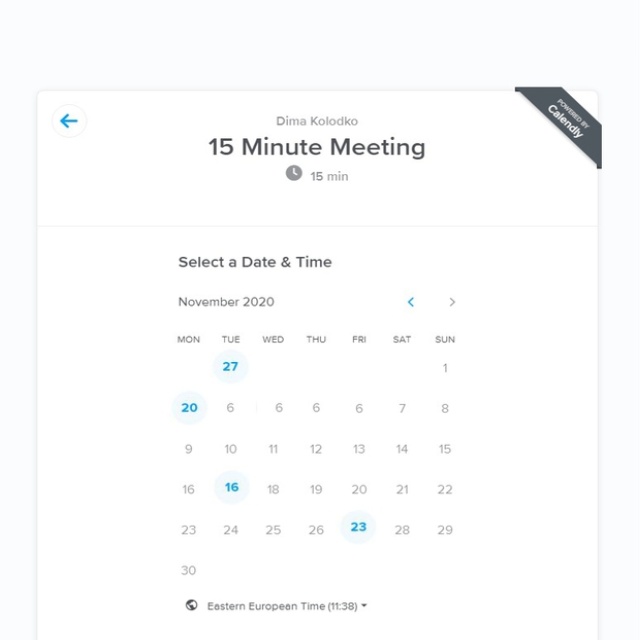 POWERED BY
Calendly
Dima Kolodko
15 Minute Meeting
15 min
Select a Date & Time
November 2020
MON TUE WED THU FRI SAT SUN
27 1
20 6 6 6 6 7 8
9 10 11 12 13 14 15
16 16 18 19 20 21 22
23 24 25 26 23 28 29
30
Eastern European Time (11:38)